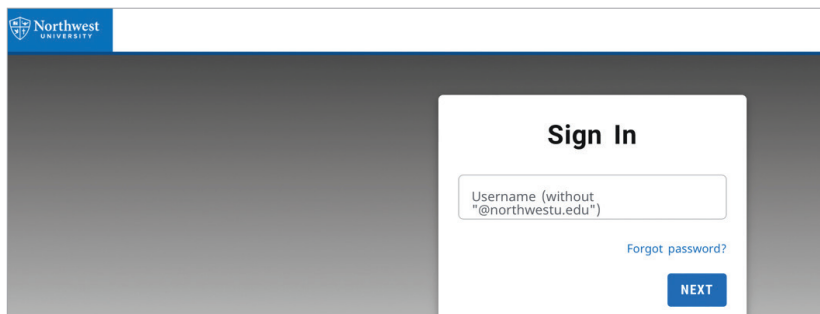 Northwest
UNIVERSITY
Sign In
Username (without
"@northwestu.edu")
Forgot password?
NEXT